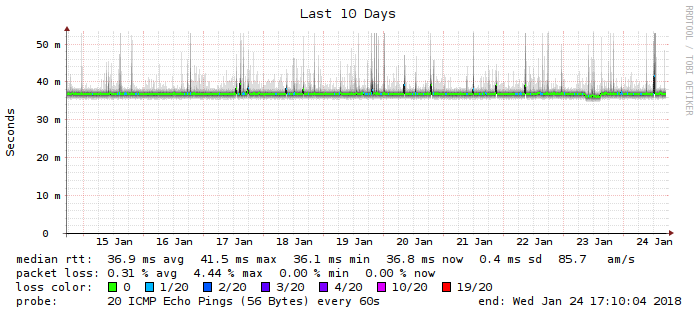 Last 10 Days
RRDTOOL / TOBI OETIKER
Seconds
50 m
40 m
30 m
20 m
10 m
0
15 Jan 16 Jan 17 Jan 18 Jan 19 Jan 20 Jan 21 Jan 22 Jan 23 Jan 24 Jan
median rtt: 36.9 ms avg 41.5 ms max 36.1 ms min 36.8 ms now 0.4 ms sd 85.7 am/s
packet loss: 0.31 % avg 4.44 % max 0.00 % min 0.00 % now
loss color: 0 1/20 2/20 3/20 4/20 10/20 19/20
probe: 20 ICMP Echo Pings (56 Bytes) every 60s end: Wed Jan 24 17:10:04 2018